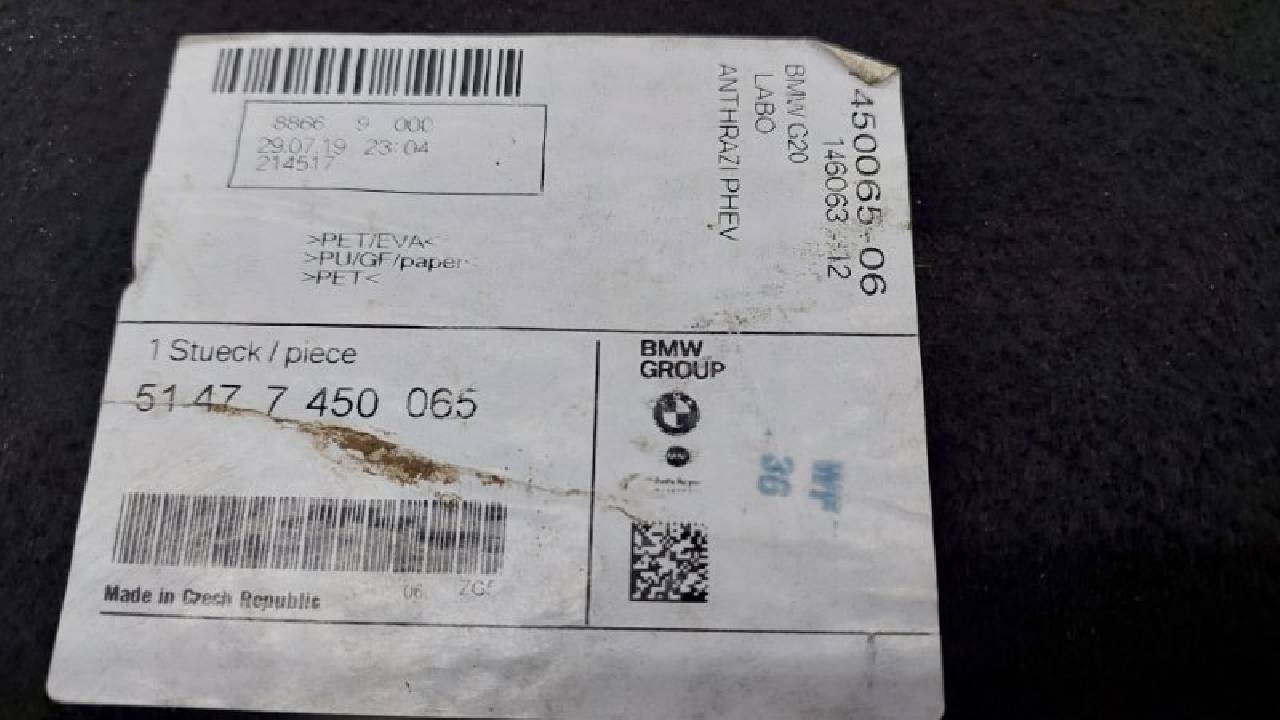 8866 9 000
29.07.19 23:04
214517
>PET/EVA<
>PU/GF/paper<
>PET<
450065-06
146063-12
BMW G20
LABO
ANTHRAZI PHEV
1 Stueck / piece
51 47 7 450 065
Made in Czech Republic
06
BMW
GROUP
WP
36